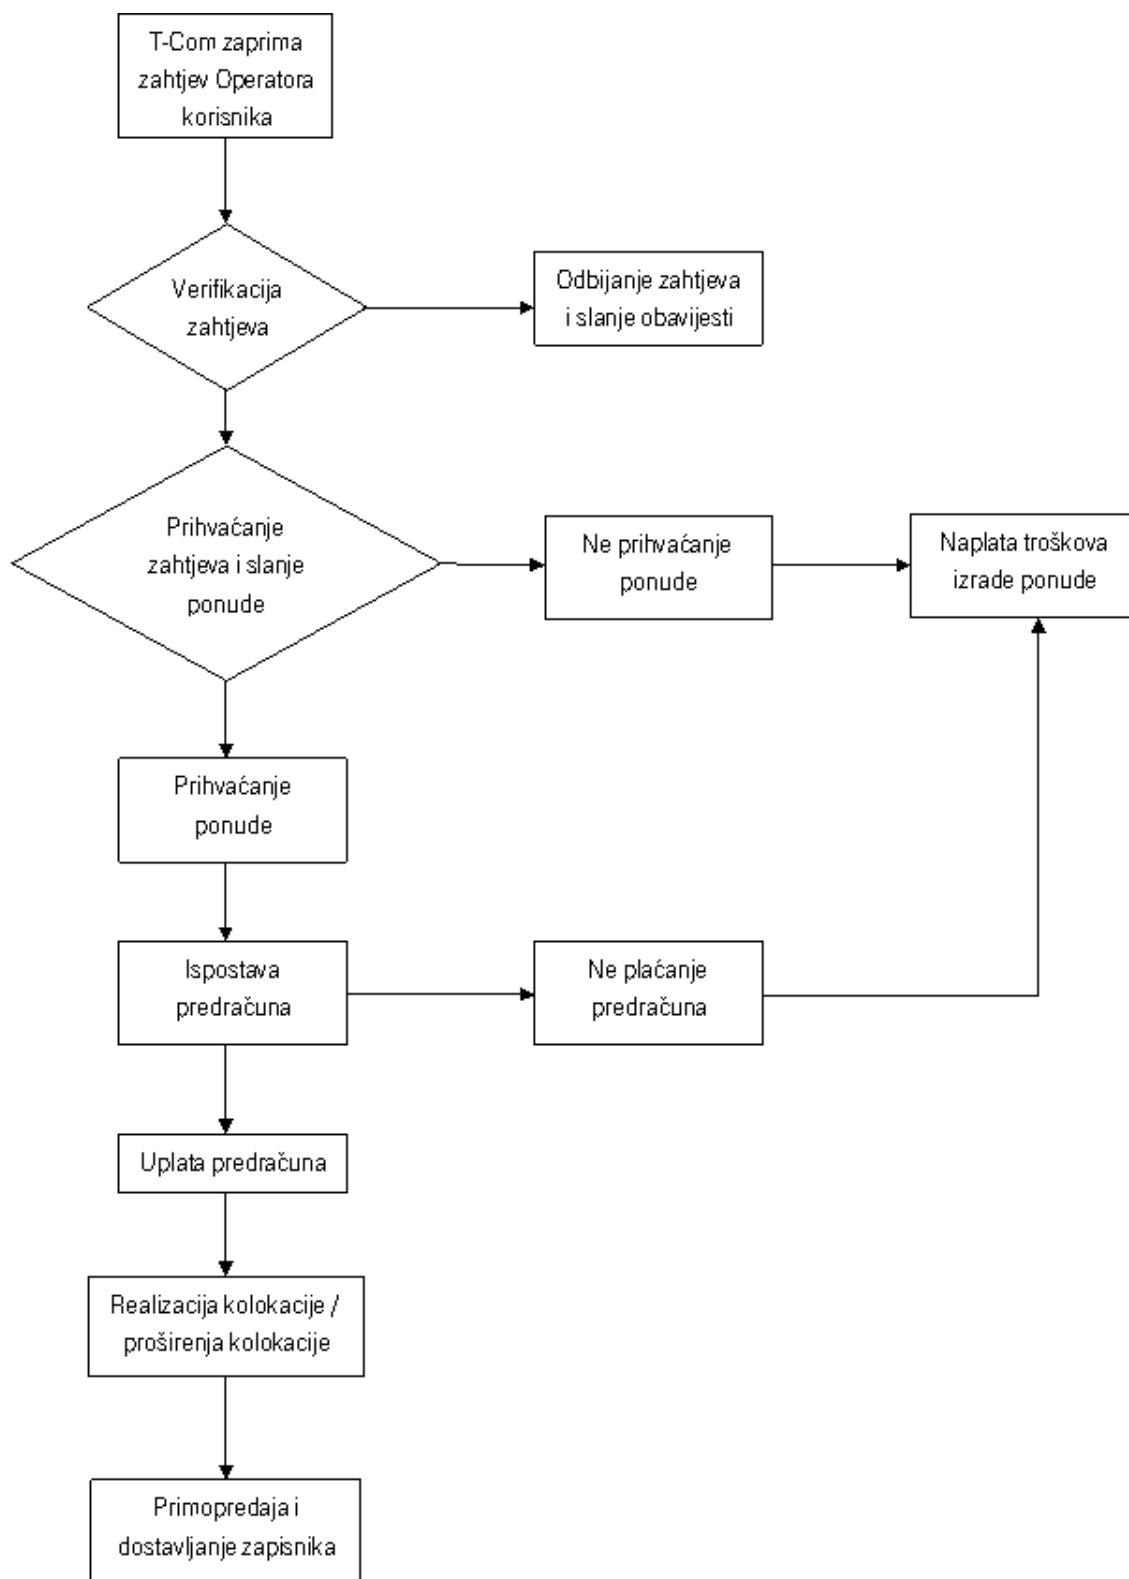 T-Com zaprima
zahtjev Operatora
korisnika
Verifikacija
zahtjeva
Odbijanje zahtjeva
i slanje obavijesti
Prihvaćanje
zahtjeva i slanje
ponude
Ne prihvaćanje
ponude
Naplata troškova
izrade ponude
Prihvaćanje
ponude
Ispostava
predračuna
Ne plaćanje
predračuna
Uplata predračuna
Realizacija kolokacije /
proširenja kolokacije
Primopredaja i
dostavljanje zapisnika